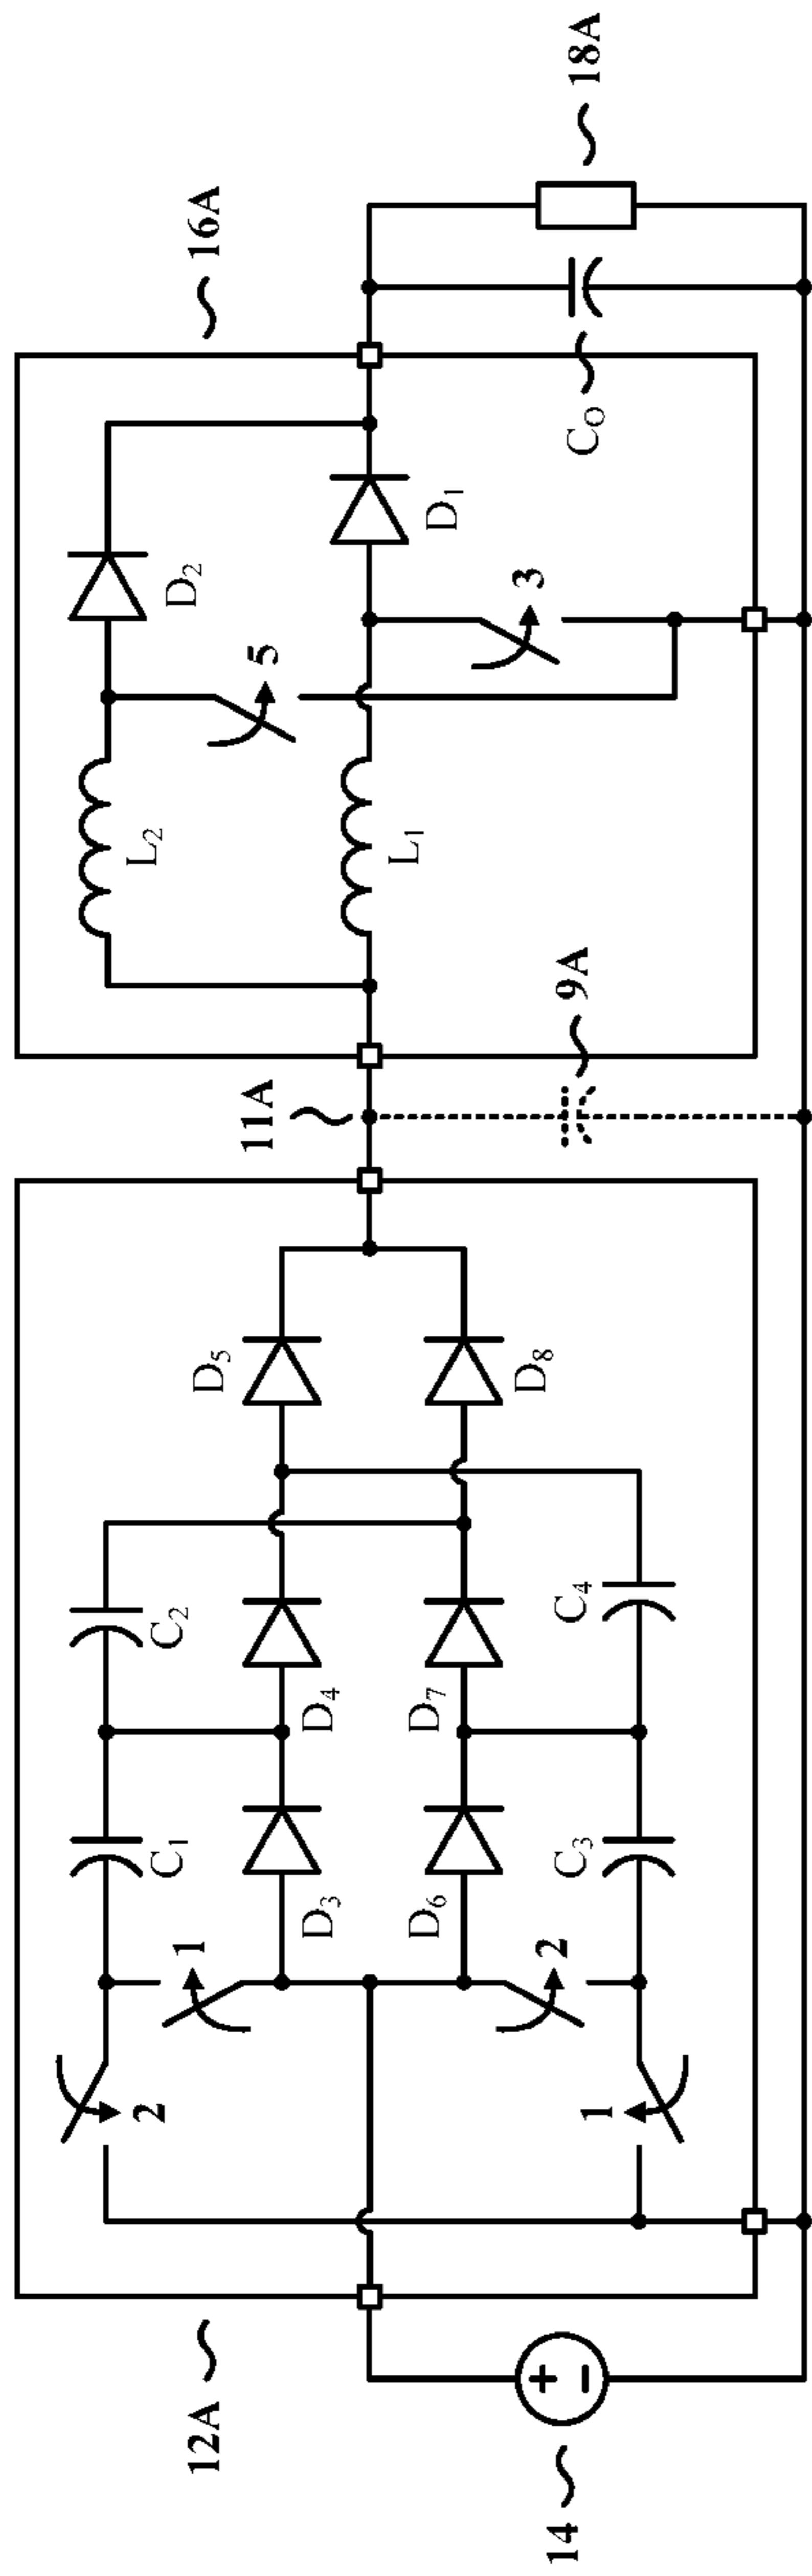 12A
11A
16A
18A
9A
14
2
1
2
1
5
3
C₁
C₂
C₃
C₄
D₃
D₄
D₅
D₆
D₇
D₈
L₂
L₁
D₂
D₁
C_O
+
−